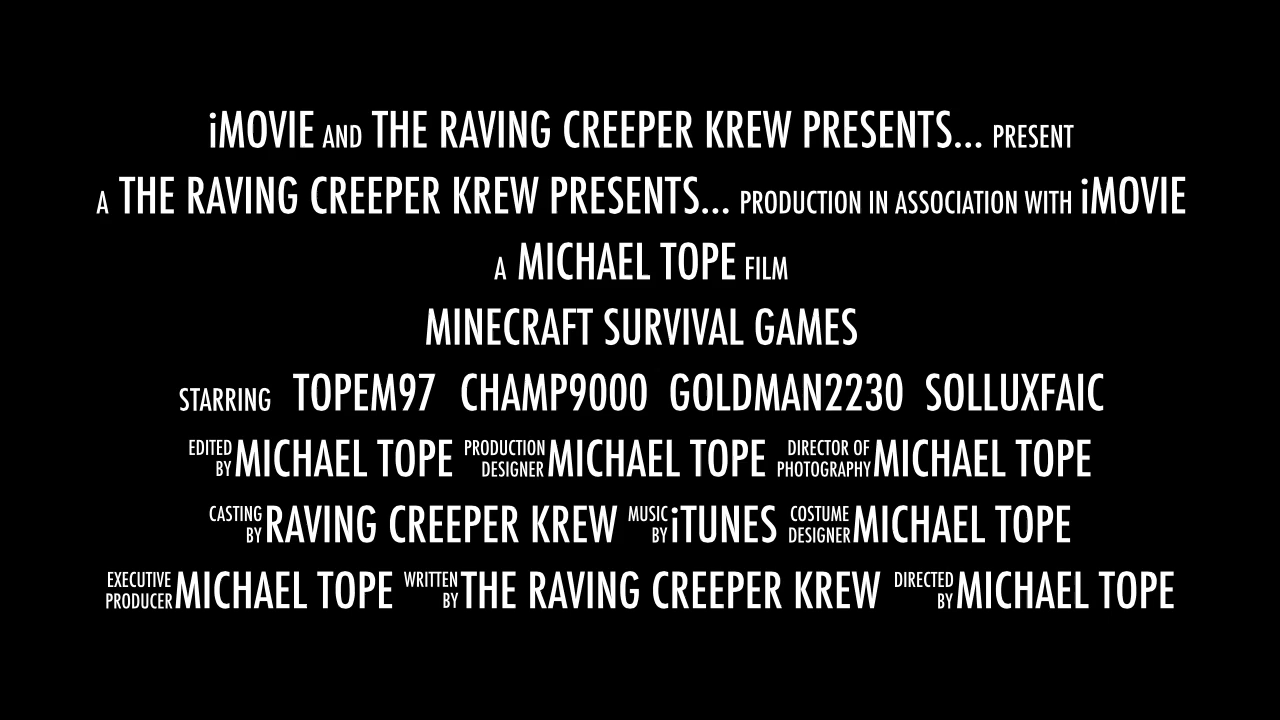 iMOVIE AND THE RAVING CREEPER KREW PRESENTS... PRESENT
A THE RAVING CREEPER KREW PRESENTS... PRODUCTION IN ASSOCIATION WITH iMOVIE
A MICHAEL TOPE FILM
MINECRAFT SURVIVAL GAMES
STARRING TOPEM97 CHAMP9000 GOLDMAN2230 SOLLUXFAIC
EDITED BY MICHAEL TOPE PRODUCTION DESIGNER MICHAEL TOPE DIRECTOR OF PHOTOGRAPHY MICHAEL TOPE
CASTING BY RAVING CREEPER KREW MUSIC BY iTUNES COSTUME DESIGNER MICHAEL TOPE
EXECUTIVE PRODUCER MICHAEL TOPE WRITTEN BY THE RAVING CREEPER KREW DIRECTED BY MICHAEL TOPE